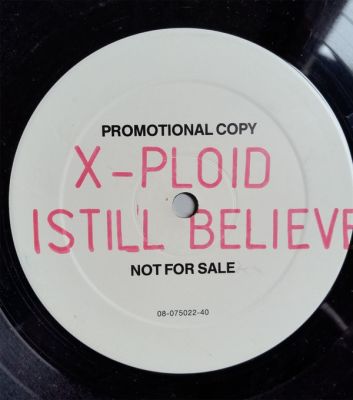 PROMOTIONAL COPY
X-PLOID
ISTILL BELIEVE
NOT FOR SALE
08-075022-40